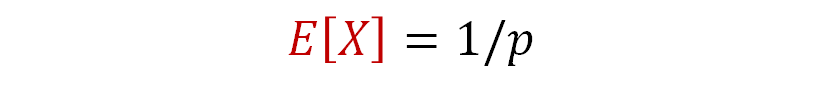 E[X] = 1/p